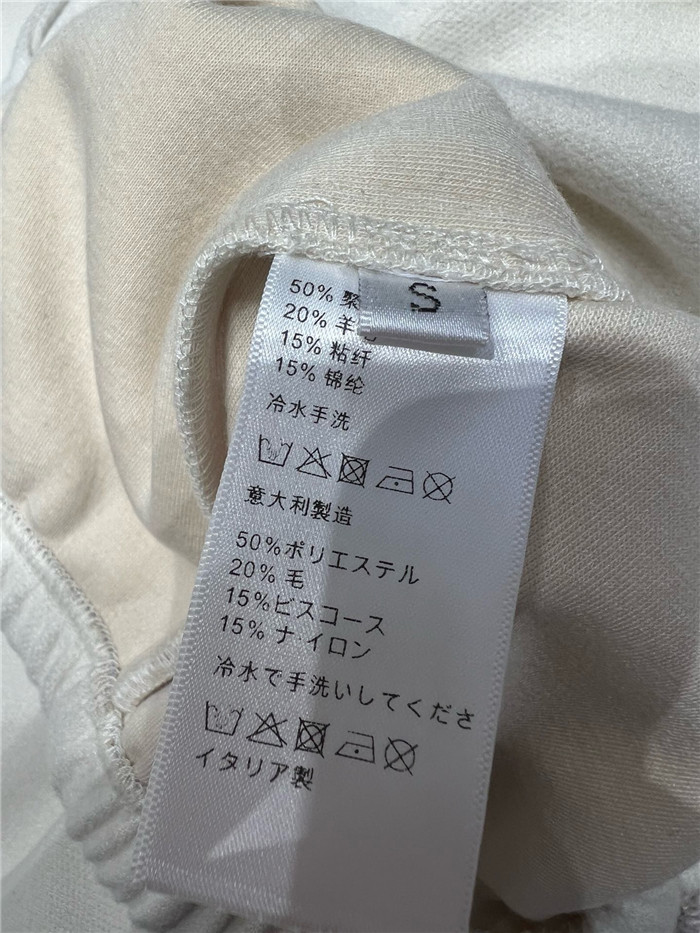 S
50% 聚
20% 羊
15% 粘纤
15% 锦纶
冷水手洗
意大利製造
50%ポリエステル
20% 毛
15%ビスコース
15% ナイロン
冷水で手洗いしてくださ
イタリア製